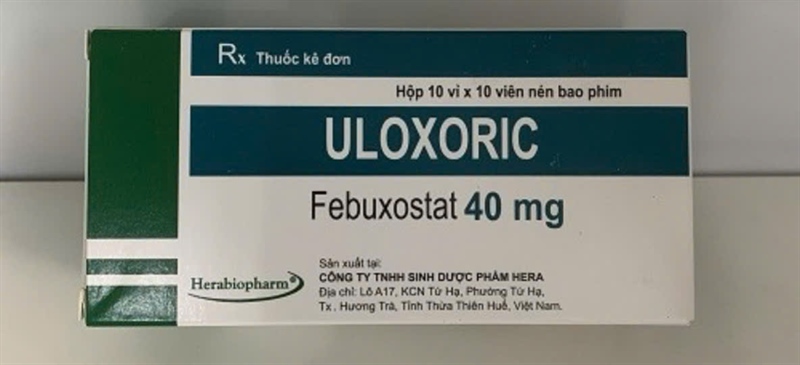 Rx Thuốc kê đơn
Hộp 10 vỉ x 10 viên nén bao phim
ULOXORIC
Febuxostat 40 mg
Sản xuất tại:
CÔNG TY TNHH SINH DƯỢC PHẨM HERA
Địa chỉ: Lô A17, KCN Tứ Hạ, Phường Tứ Hạ,
Tx. Hương Trà, Tỉnh Thừa Thiên Huế, Việt Nam.
Herabiopharm®